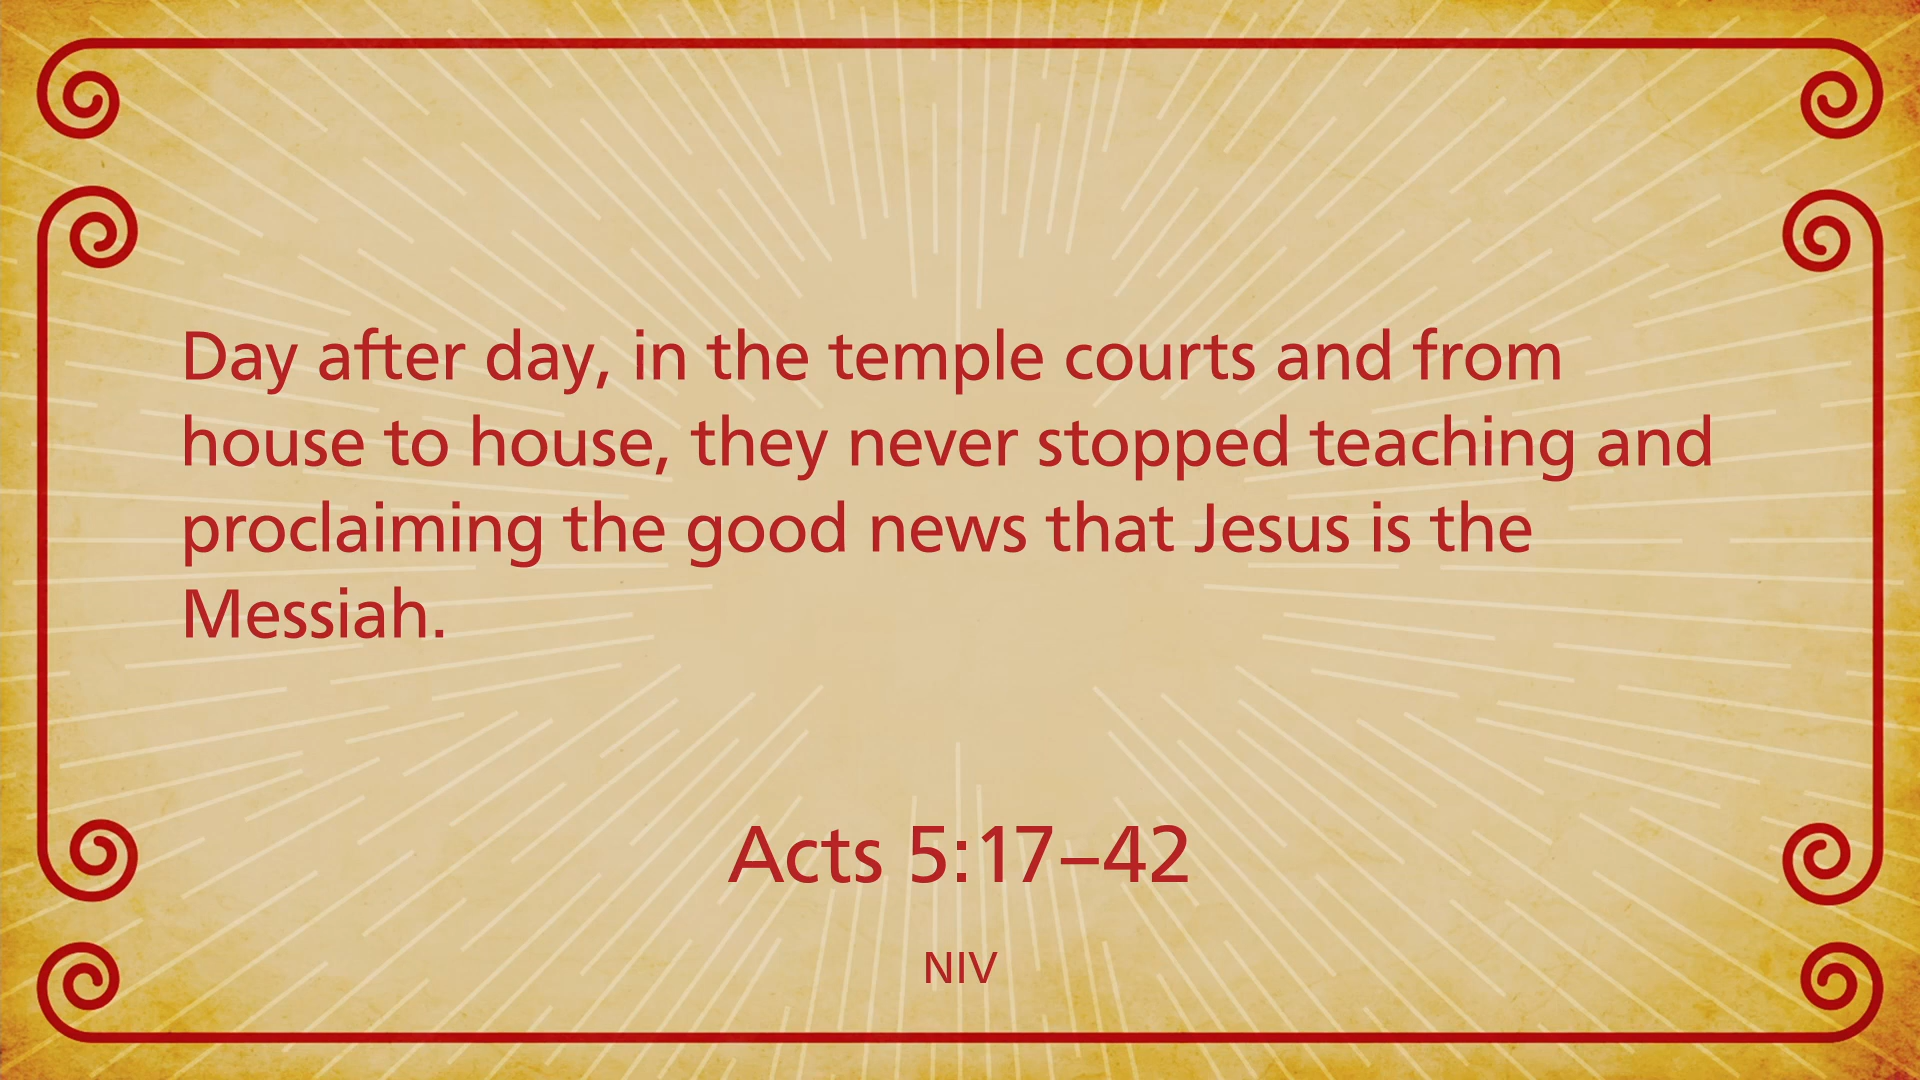 Day after day, in the temple courts and from
house to house, they never stopped teaching and
proclaiming the good news that Jesus is the
Messiah.
Acts 5:17–42
NIV